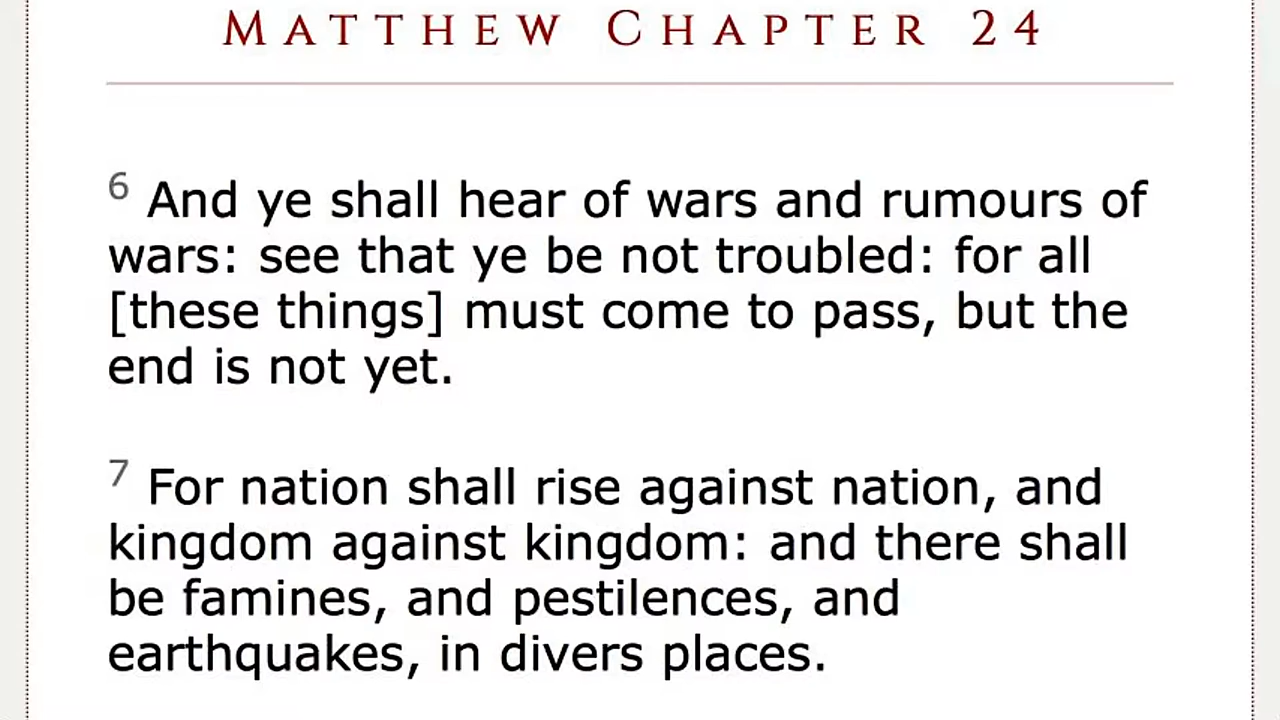 MATTHEW CHAPTER 24
6 And ye shall hear of wars and rumours of
wars: see that ye be not troubled: for all
[these things] must come to pass, but the
end is not yet.
7 For nation shall rise against nation, and
kingdom against kingdom: and there shall
be famines, and pestilences, and
earthquakes, in divers places.